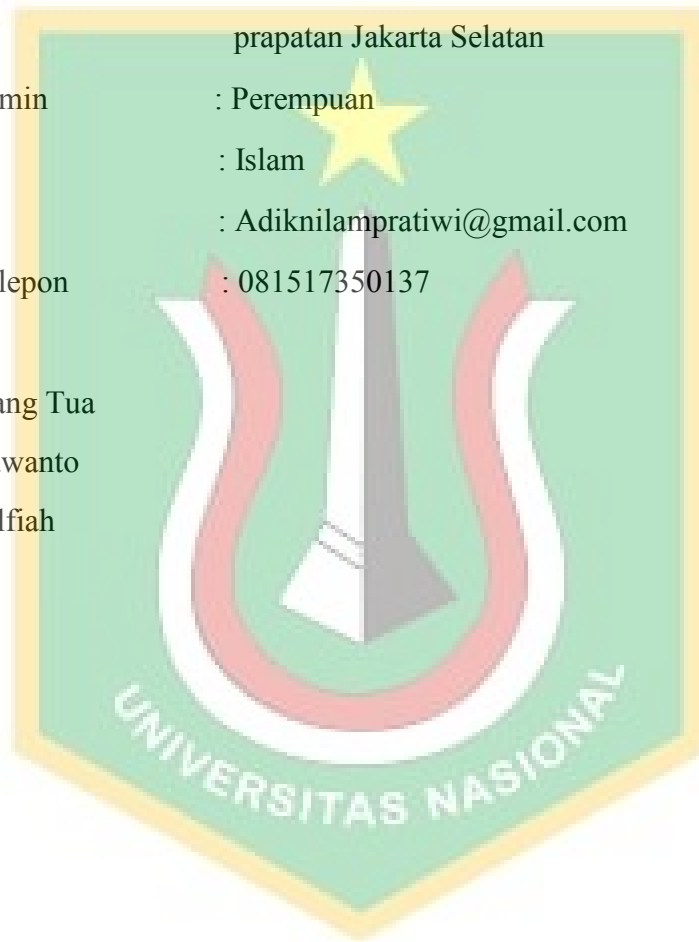 prapatan Jakarta Selatan
min : Perempuan
: Islam
: Adiknilampratiwi@gmail.com
lepon : 081517350137
ang Tua
wanto
lfiah
UNIVERSITAS NASIONAL